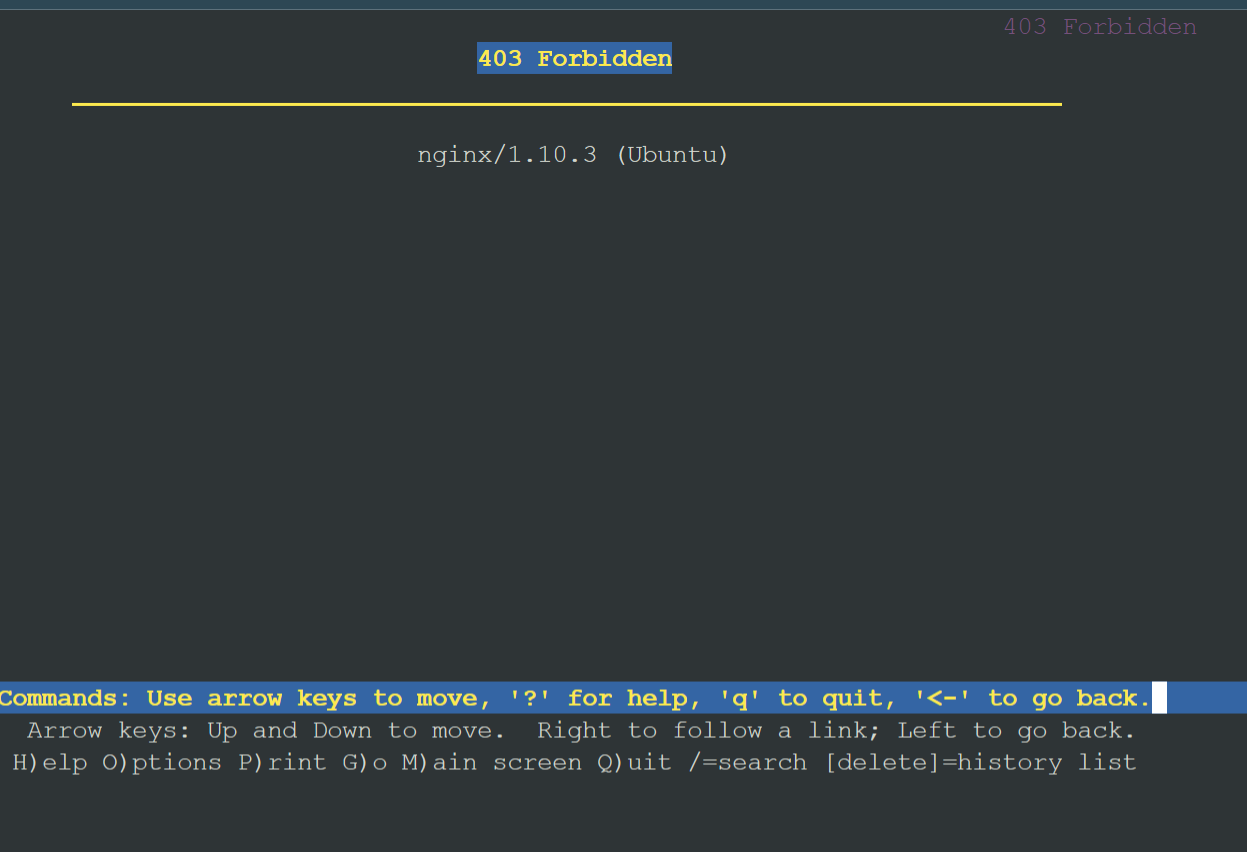 403 Forbidden
403 Forbidden
nginx/1.10.3 (Ubuntu)
Commands: Use arrow keys to move, '?' for help, 'q' to quit, '<-' to go back.
Arrow keys: Up and Down to move.  Right to follow a link; Left to go back.
H)elp O)ptions P)rint G)o M)ain screen Q)uit /=search [delete]=history list